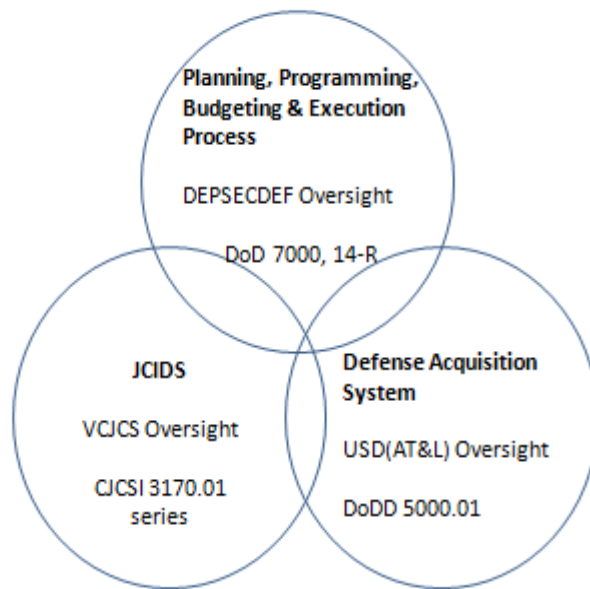 Planning, Programming,
Budgeting & Execution
Process
DEPSECDEF Oversight
DoD 7000, 14-R
JCIDS
VCJCS Oversight
CJCSI 3170.01
series
Defense Acquisition
System
USD(AT&L) Oversight
DoDD 5000.01